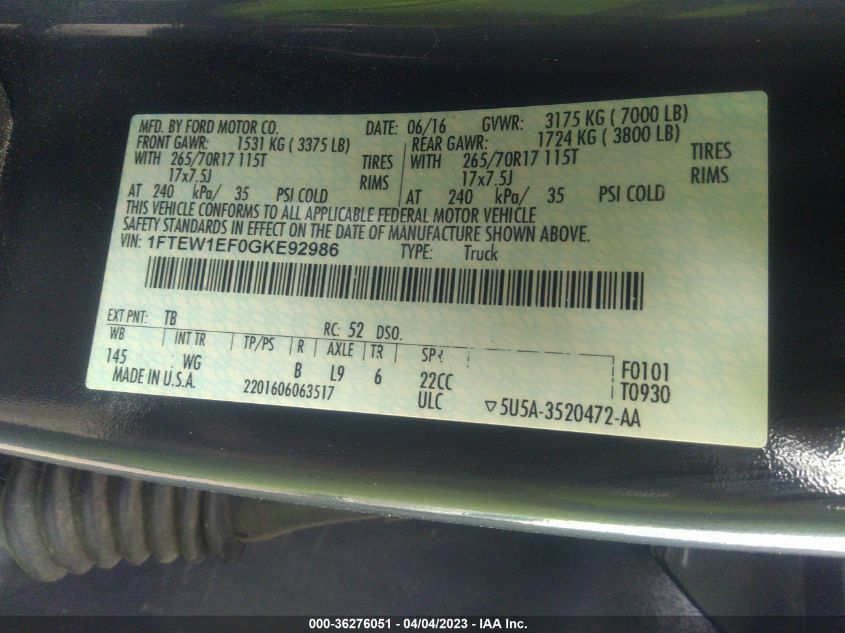 MFD. BY FORD MOTOR CO. DATE: 06/16 GVWR: 3175 KG ( 7000 LB)
FRONT GAWR: 1531 KG ( 3375 LB) REAR GAWR: 1724 KG ( 3800 LB)
WITH 265/70R17 115T TIRES WITH 265/70R17 115T TIRES
17x7.5J RIMS 17x7.5J RIMS
AT 240 kPa/ 35 PSI COLD AT 240 kPa/ 35 PSI COLD
THIS VEHICLE CONFORMS TO ALL APPLICABLE FEDERAL MOTOR VEHICLE
SAFETY STANDARDS IN EFFECT ON THE DATE OF MANUFACTURE SHOWN ABOVE.
VIN: 1FTEW1EF0GKE92986 TYPE: Truck
EXT PNT: TB RC: 52 DSO:
WB INT TR TP/PS R AXLE TR SPR
145 WG B L9 6 22CC F0101
MADE IN U.S.A. 2201606063517 ULC T0930
▽5U5A-3520472-AA
000-36276051 - 04/04/2023 - IAA Inc.